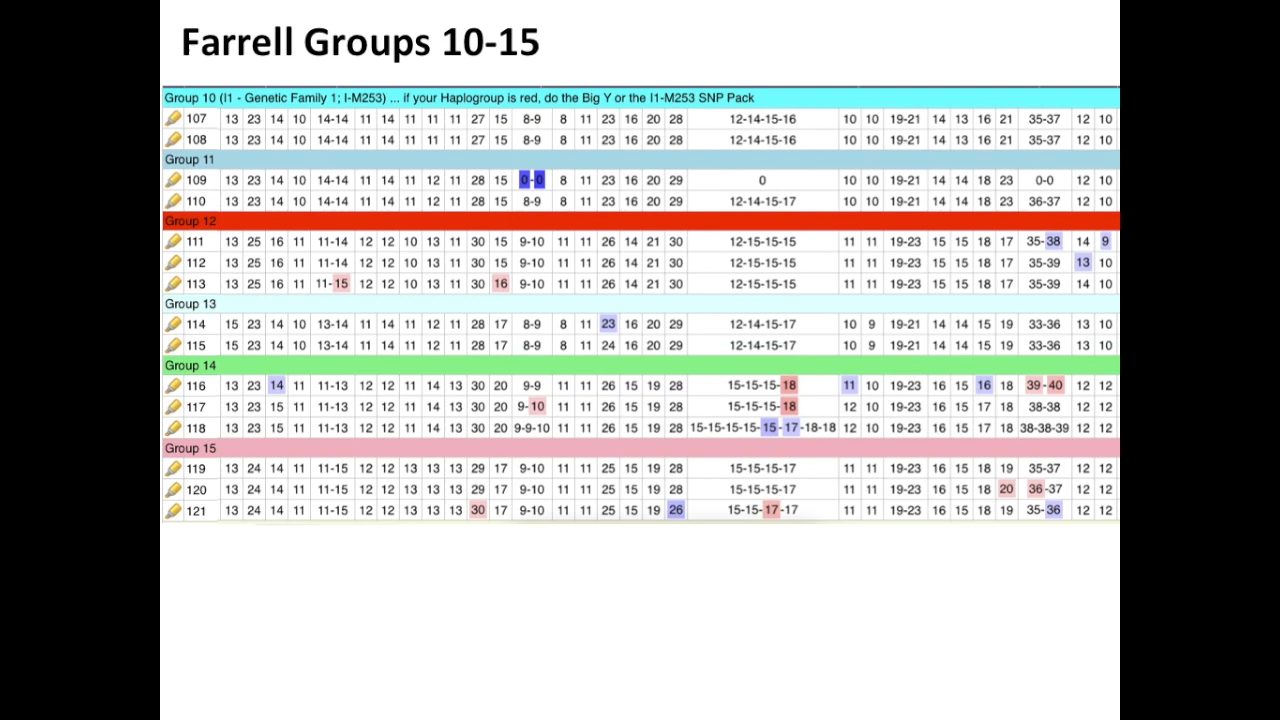 Farrell Groups 10-15
Group 10 (I1 - Genetic Family 1; I-M253) ... if your Haplogroup is red, do the Big Y or the I1-M253 SNP Pack
107 13 23 14 10 14-14 11 14 11 11 11 27 15 8-9 8 11 23 16 20 28 12-14-15-16 10 10 19-21 14 13 16 21 35-37 12 10
108 13 23 14 10 14-14 11 14 11 11 11 27 15 8-9 8 11 23 16 20 28 12-14-15-16 10 10 19-21 14 13 16 21 35-37 12 10
Group 11
109 13 23 14 10 14-14 11 14 11 12 11 28 15 0-0 8 11 23 16 20 29 0 10 10 19-21 14 14 18 23 0-0 12 10
110 13 23 14 10 14-14 11 14 11 12 11 28 15 8-9 8 11 23 16 20 29 12-14-15-17 10 10 19-21 14 14 18 23 36-37 12 10
Group 12
111 13 25 16 11 11-14 12 12 10 13 11 30 15 9-10 11 11 26 14 21 30 12-15-15-15 11 11 19-23 15 15 18 17 35-38 14 9
112 13 25 16 11 11-14 12 12 10 13 11 30 15 9-10 11 11 26 14 21 30 12-15-15-15 11 11 19-23 15 15 18 17 35-39 13 10
113 13 25 16 11 11-15 12 12 10 13 11 30 16 9-10 11 11 26 14 21 30 12-15-15-15 11 11 19-23 15 15 18 17 35-39 14 10
Group 13
114 15 23 14 10 13-14 11 14 11 12 11 28 17 8-9 8 11 23 16 20 29 12-14-15-17 10 9 19-21 14 14 15 19 33-36 13 10
115 15 23 14 10 13-14 11 14 11 12 11 28 17 8-9 8 11 24 16 20 29 12-14-15-17 10 9 19-21 14 14 15 19 33-36 13 10
Group 14
116 13 23 14 11 11-13 12 12 11 14 13 30 20 9-9 11 11 26 15 19 28 15-15-15-18 11 10 19-23 16 15 16 18 39-40 12 12
117 13 23 15 11 11-13 12 12 11 14 13 30 20 9-10 11 11 26 15 19 28 15-15-15-18 12 10 19-23 16 15 17 18 38-38 12 12
118 13 23 15 11 11-13 12 12 11 14 13 30 20 9-9-10 11 11 26 15 19 28 15-15-15-15-15-17-18-18 12 10 19-23 16 15 17 18 38-38-39 12 12
Group 15
119 13 24 14 11 11-15 12 12 13 13 13 29 17 9-10 11 11 25 15 19 28 15-15-15-17 11 11 19-23 16 15 18 19 35-37 12 12
120 13 24 14 11 11-15 12 12 13 13 13 29 17 9-10 11 11 25 15 19 28 15-15-15-17 11 11 19-23 16 15 18 20 36-37 12 12
121 13 24 14 11 11-15 12 12 13 13 13 30 17 9-10 11 11 25 15 19 26 15-15-17-17 11 11 19-23 16 15 18 19 35-36 12 12